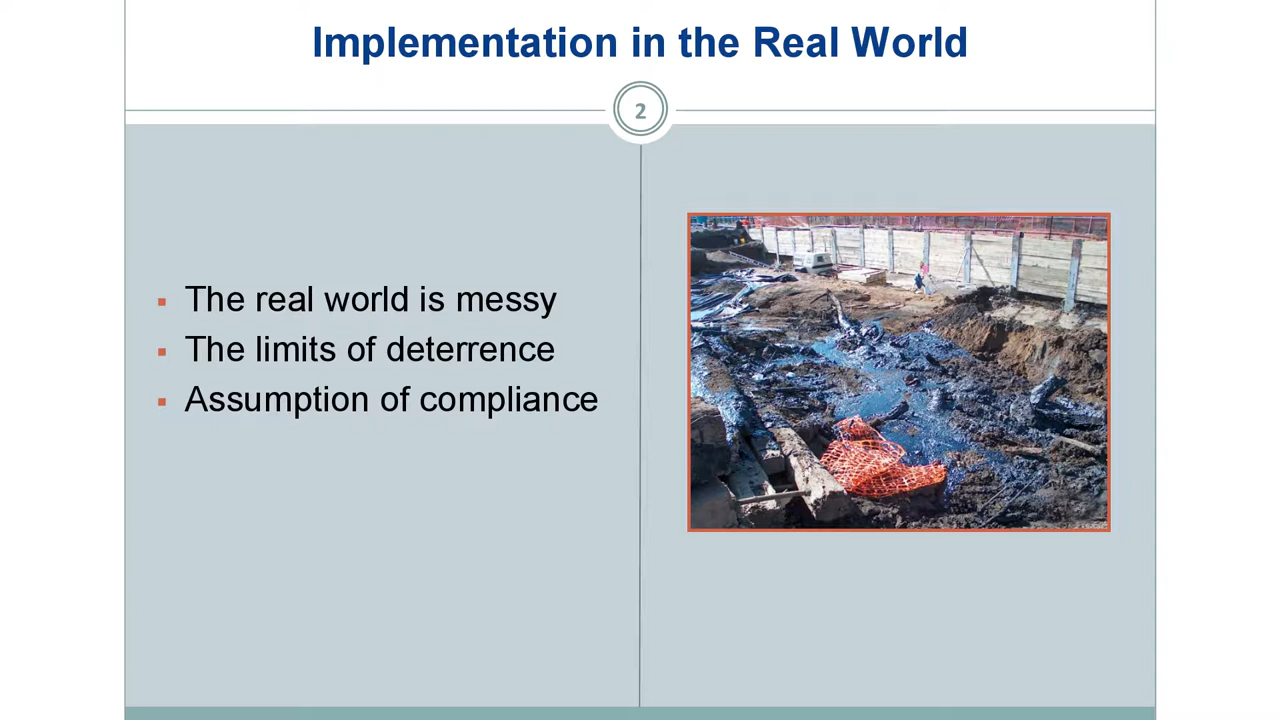 Implementation in the Real World
2
The real world is messy
The limits of deterrence
Assumption of compliance